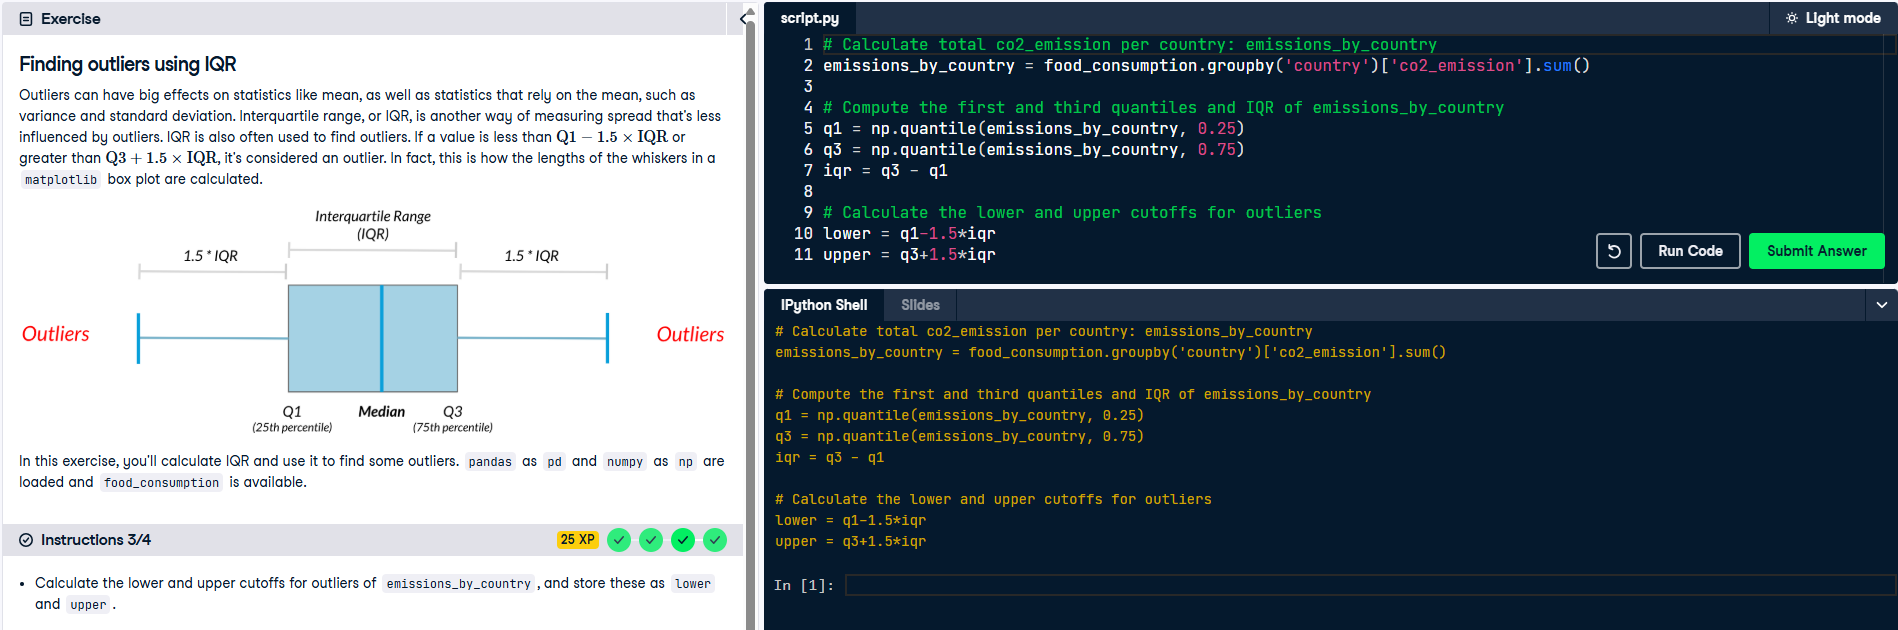 Exercise
Finding outliers using IQR
Outliers can have big effects on statistics like mean, as well as statistics that rely on the mean, such as
variance and standard deviation. Interquartile range, or IQR, is another way of measuring spread that's less
influenced by outliers. IQR is also often used to find outliers. If a value is less than Q1 − 1.5 × IQR or
greater than Q3 + 1.5 × IQR, it's considered an outlier. In fact, this is how the lengths of the whiskers in a
matplotlib box plot are calculated.
Interquartile Range
(IQR)
1.5 * IQR
1.5 * IQR
Outliers
Outliers
Q1
Median
Q3
(25th percentile)
(75th percentile)
In this exercise, you'll calculate IQR and use it to find some outliers. pandas as pd and numpy as np are
loaded and food_consumption is available.
Instructions 3/4
25 XP
• Calculate the lower and upper cutoffs for outliers of emissions_by_country, and store these as lower
and upper.
script.py
Light mode
1 # Calculate total co2_emission per country: emissions_by_country
2 emissions_by_country = food_consumption.groupby('country')['co2_emission'].sum()
3
4 # Compute the first and third quantiles and IQR of emissions_by_country
5 q1 = np.quantile(emissions_by_country, 0.25)
6 q3 = np.quantile(emissions_by_country, 0.75)
7 iqr = q3 - q1
8
9 # Calculate the lower and upper cutoffs for outliers
10 lower = q1-1.5*iqr
11 upper = q3+1.5*iqr
Run Code
Submit Answer
IPython Shell
Slides
# Calculate total co2_emission per country: emissions_by_country
emissions_by_country = food_consumption.groupby('country')['co2_emission'].sum()
# Compute the first and third quantiles and IQR of emissions_by_country
q1 = np.quantile(emissions_by_country, 0.25)
q3 = np.quantile(emissions_by_country, 0.75)
iqr = q3 - q1
# Calculate the lower and upper cutoffs for outliers
lower = q1-1.5*iqr
upper = q3+1.5*iqr
In [1]: